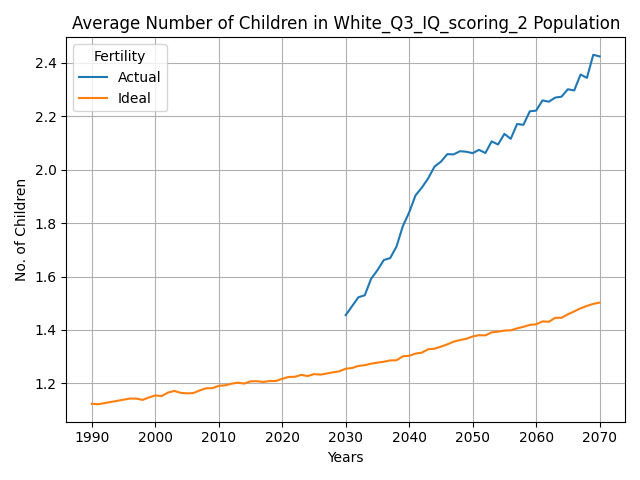 Average Number of Children in White_Q3_IQ_scoring_2 Population
Fertility
Actual
Ideal
2.4
2.2
2.0
1.8
1.6
1.4
1.2
No. of Children
1990 2000 2010 2020 2030 2040 2050 2060 2070
Years